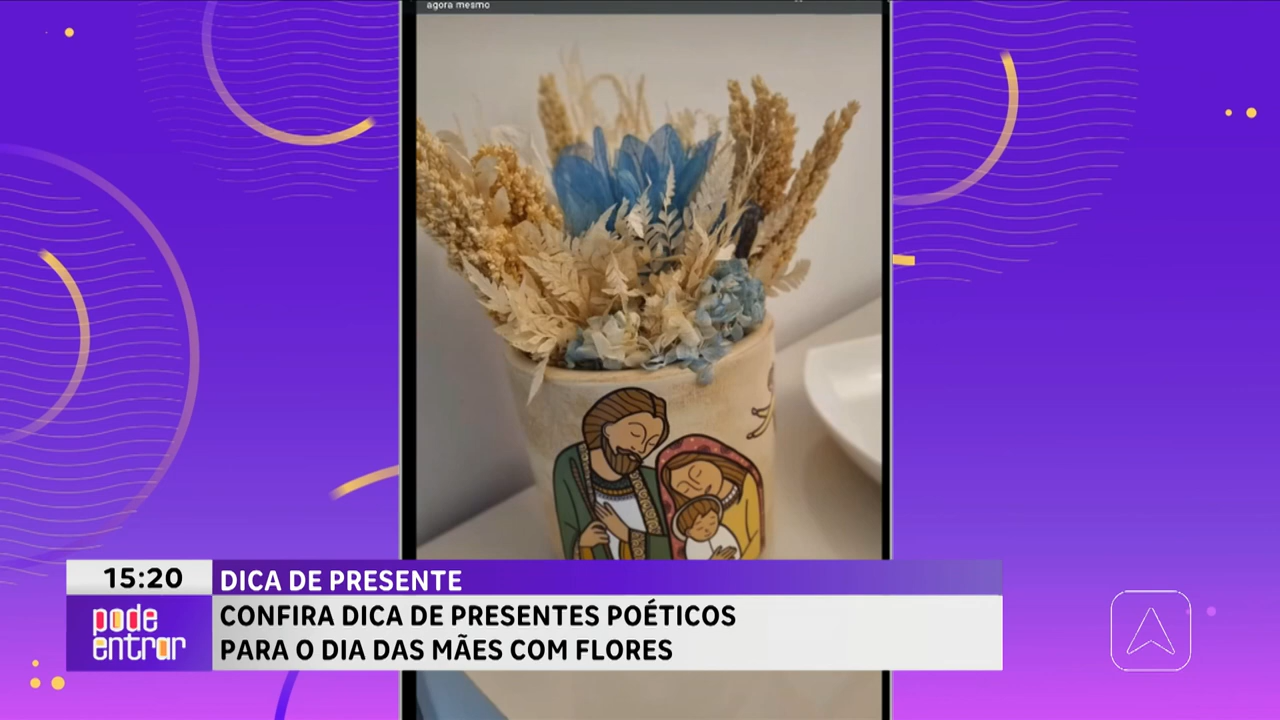 agora mesmo
15:20
DICA DE PRESENTE
pode
entrar
CONFIRA DICA DE PRESENTES POÉTICOS
PARA O DIA DAS MÃES COM FLORES